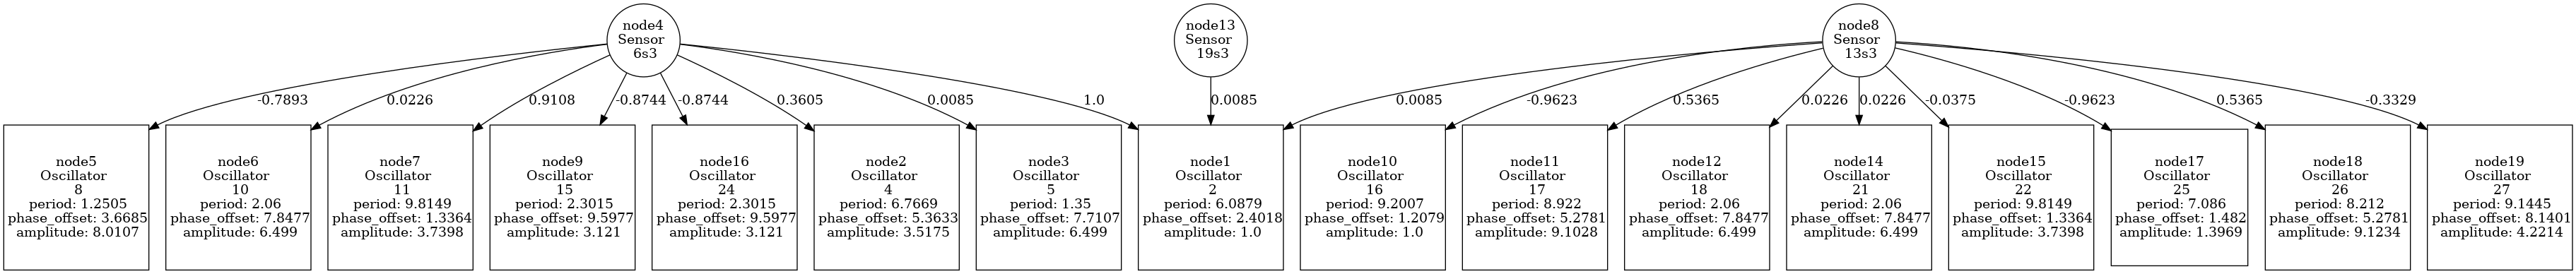 node4
Sensor
6s3
node13
Sensor
19s3
node8
Sensor
13s3
-0.7893
0.0226
0.9108
-0.8744
-0.8744
0.3605
0.0085
1.0
0.0085
0.0085
-0.9623
0.5365
0.0226
0.0226
-0.0375
-0.9623
0.5365
-0.3329
node5
Oscillator
8
period: 1.2505
phase_offset: 3.6685
amplitude: 8.0107
node6
Oscillator
10
period: 2.06
phase_offset: 7.8477
amplitude: 6.499
node7
Oscillator
11
period: 9.8149
phase_offset: 1.3364
amplitude: 3.7398
node9
Oscillator
15
period: 2.3015
phase_offset: 9.5977
amplitude: 3.121
node16
Oscillator
24
period: 2.3015
phase_offset: 9.5977
amplitude: 3.121
node2
Oscillator
4
period: 6.7669
phase_offset: 5.3633
amplitude: 3.5175
node3
Oscillator
5
period: 1.35
phase_offset: 7.7107
amplitude: 6.499
node1
Oscillator
2
period: 6.0879
phase_offset: 2.4018
amplitude: 1.0
node10
Oscillator
16
period: 9.2007
phase_offset: 1.2079
amplitude: 1.0
node11
Oscillator
17
period: 8.922
phase_offset: 5.2781
amplitude: 9.1028
node12
Oscillator
18
period: 2.06
phase_offset: 7.8477
amplitude: 6.499
node14
Oscillator
21
period: 2.06
phase_offset: 7.8477
amplitude: 6.499
node15
Oscillator
22
period: 9.8149
phase_offset: 1.3364
amplitude: 3.7398
node17
Oscillator
25
period: 7.086
phase_offset: 1.482
amplitude: 1.3969
node18
Oscillator
26
period: 8.212
phase_offset: 5.2781
amplitude: 9.1234
node19
Oscillator
27
period: 9.1445
phase_offset: 8.1401
amplitude: 4.2214